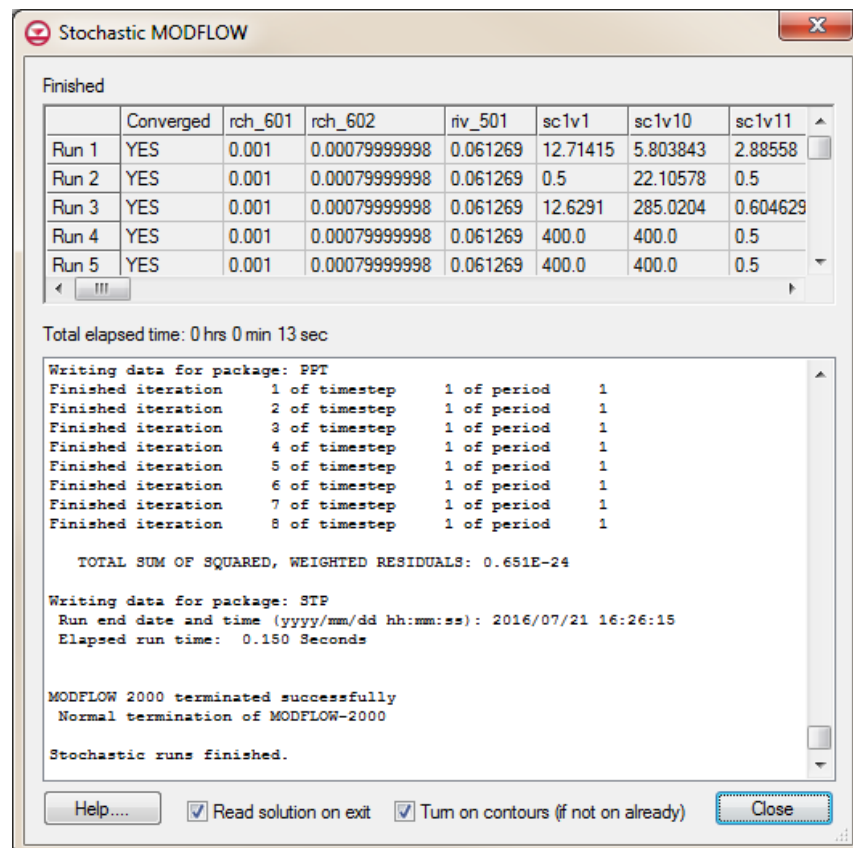 Stochastic MODFLOW
Finished
Converged rch_601 rch_602 riv_501 sc1v1 sc1v10 sc1v11
Run 1 YES 0.001 0.00079999998 0.061269 12.71415 5.803843 2.88558
Run 2 YES 0.001 0.00079999998 0.061269 0.5 22.10578 0.5
Run 3 YES 0.001 0.00079999998 0.061269 12.6291 285.0204 0.604629
Run 4 YES 0.001 0.00079999998 0.061269 400.0 400.0 0.5
Run 5 YES 0.001 0.00079999998 0.061269 400.0 400.0 0.5
Total elapsed time: 0 hrs 0 min 13 sec
Writing data for package: PPT
Finished iteration 1 of timestep 1 of period 1
Finished iteration 2 of timestep 1 of period 1
Finished iteration 3 of timestep 1 of period 1
Finished iteration 4 of timestep 1 of period 1
Finished iteration 5 of timestep 1 of period 1
Finished iteration 6 of timestep 1 of period 1
Finished iteration 7 of timestep 1 of period 1
Finished iteration 8 of timestep 1 of period 1
TOTAL SUM OF SQUARED, WEIGHTED RESIDUALS: 0.651E-24
Writing data for package: STP
Run end date and time (yyyy/mm/dd hh:mm:ss): 2016/07/21 16:26:15
Elapsed run time: 0.150 Seconds
MODFLOW 2000 terminated successfully
Normal termination of MODFLOW-2000
Stochastic runs finished.
Help.... Read solution on exit Turn on contours (if not on already) Close